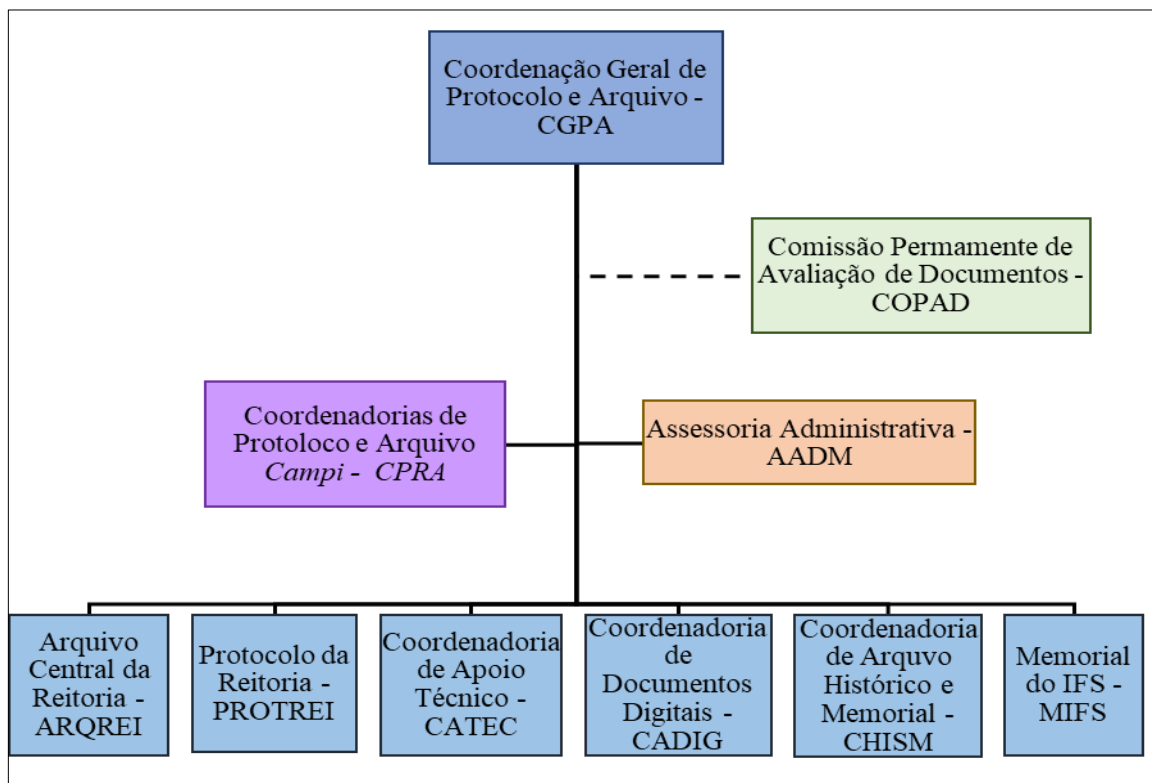 Coordenação Geral de
Protocolo e Arquivo -
CGPA
Comissão Permamente de
Avaliação de Documentos -
COPAD
Coordenadorias de
Protoloco e Arquivo
Campi - CPRA
Assessoria Administrativa -
AADM
Arquivo
Central da
Reitoria -
ARQREI
Protocolo da
Reitoria -
PROTREI
Coordenadoria
de Apoio
Técnico -
CATEC
Coordenadoria
de
Documentos
Digitais -
CADIG
Coordenadoria
de Arquvo
Histórico e
Memorial -
CHISM
Memorial
do IFS -
MIFS